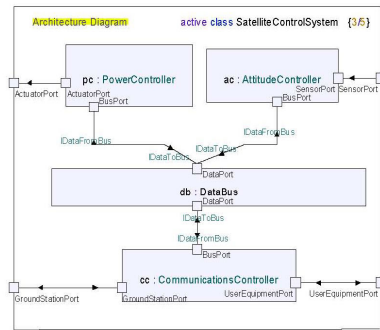 Architecture Diagram active class SatelliteControlSystem {3/5}
pc : PowerController
ac : AttitudeController
ActuatorPort
ActuatorPort
SensorPort
SensorPort
BusPort
BusPort
IDataFromBus
IDataFromBus
IDataToBus
IDataToBus
DataPort
db : DataBus
DataPort
IDataToBus
IDataFromBus
BusPort
cc : CommunicationsController
GroundStationPort
GroundStationPort
UserEquipmentPort
UserEquipmentPort